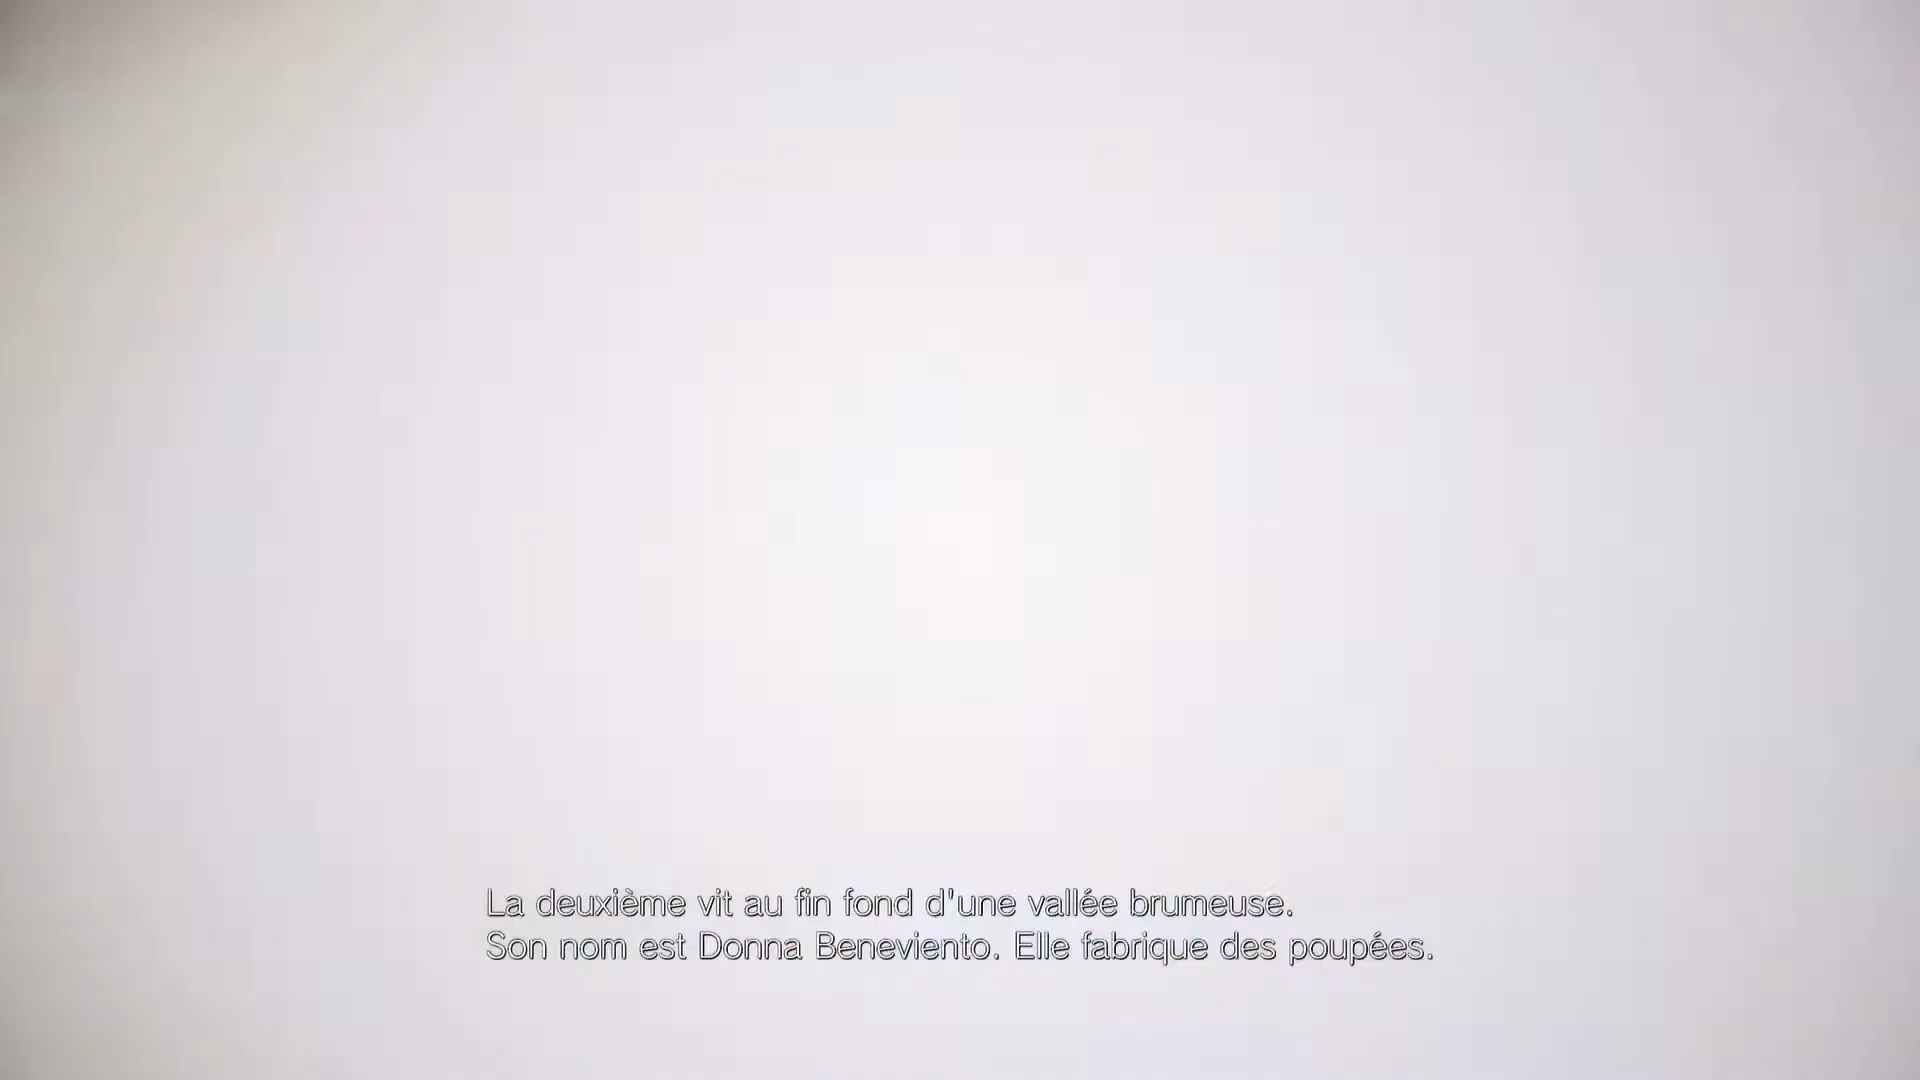 La deuxième vit au fin fond d'une vallée brumeuse.
Son nom est Donna Beneviento. Elle fabrique des poupées.